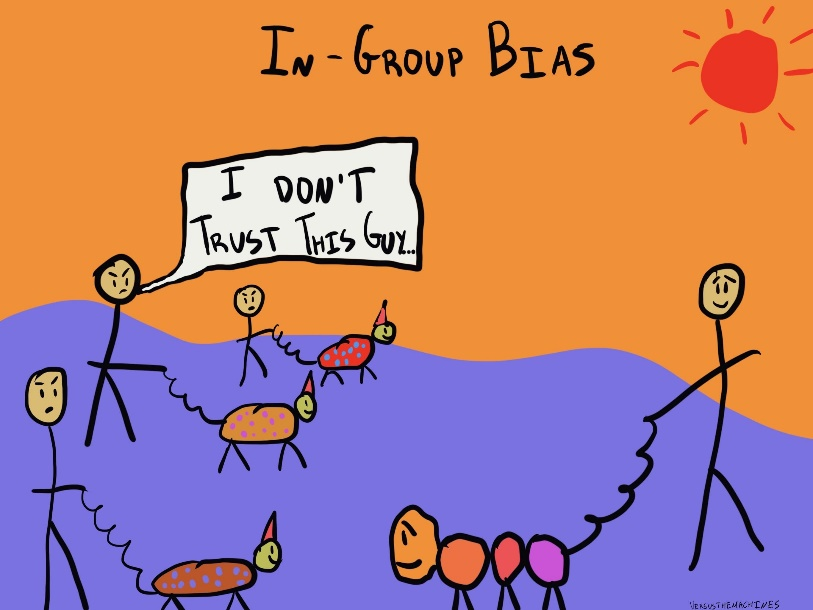 In-Group Bias
I DON'T
TRUST THIS GUY...
VERSUSTHEMACHINES